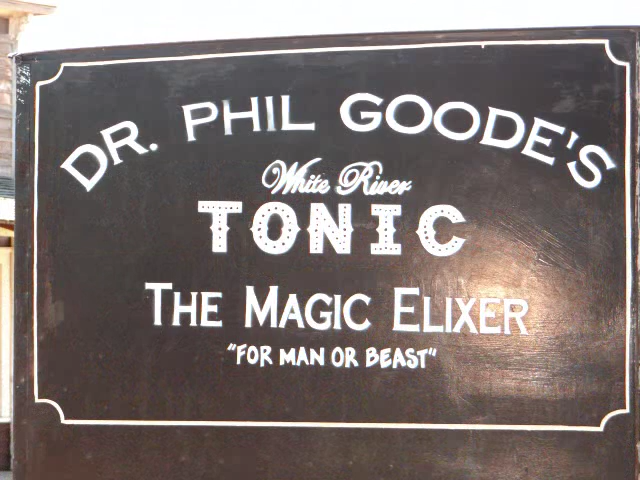 DR. PHIL GOODE'S
White River
TONIC
THE MAGIC ELIXER
"FOR MAN OR BEAST"